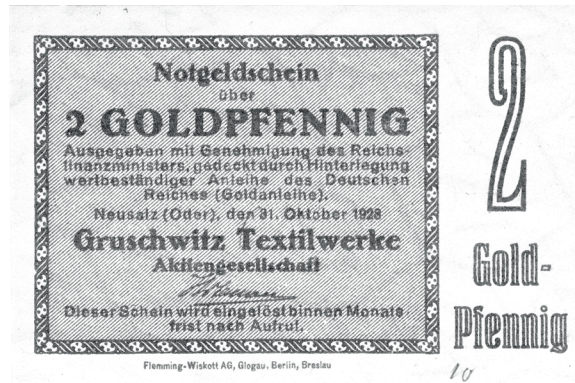 Notgeldschein
über
2 GOLDPFENNIG
Ausgegeben mit Genehmigung des Reichs-
finanzministers, gedeckt durch Hinterlegung
wertbeständiger Anleihe des Deutschen
Reiches (Goldanleihe).
Neusalz (Oder), den 31. Oktober 1923
Gruschwitz Textilwerke
Aktiengesellschaft
Dieser Schein wird eingelöst binnen Monats-
frist nach Aufruf.
Flemming-Wiskott AG, Glogau, Berlin, Breslau
2
Gold-
Pfennig
10